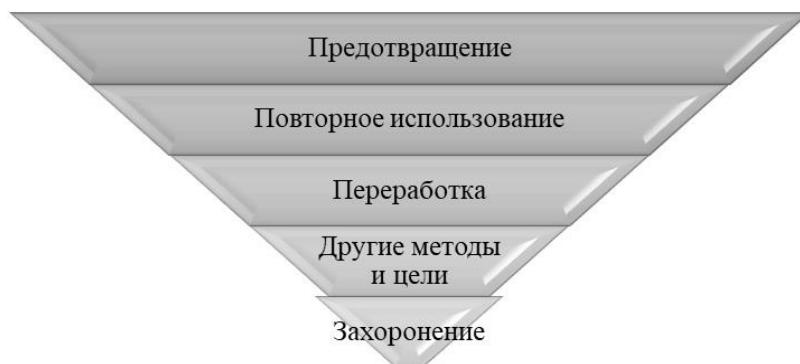 Предотвращение
Повторное использование
Переработка
Другие методы
и цели
Захоронение